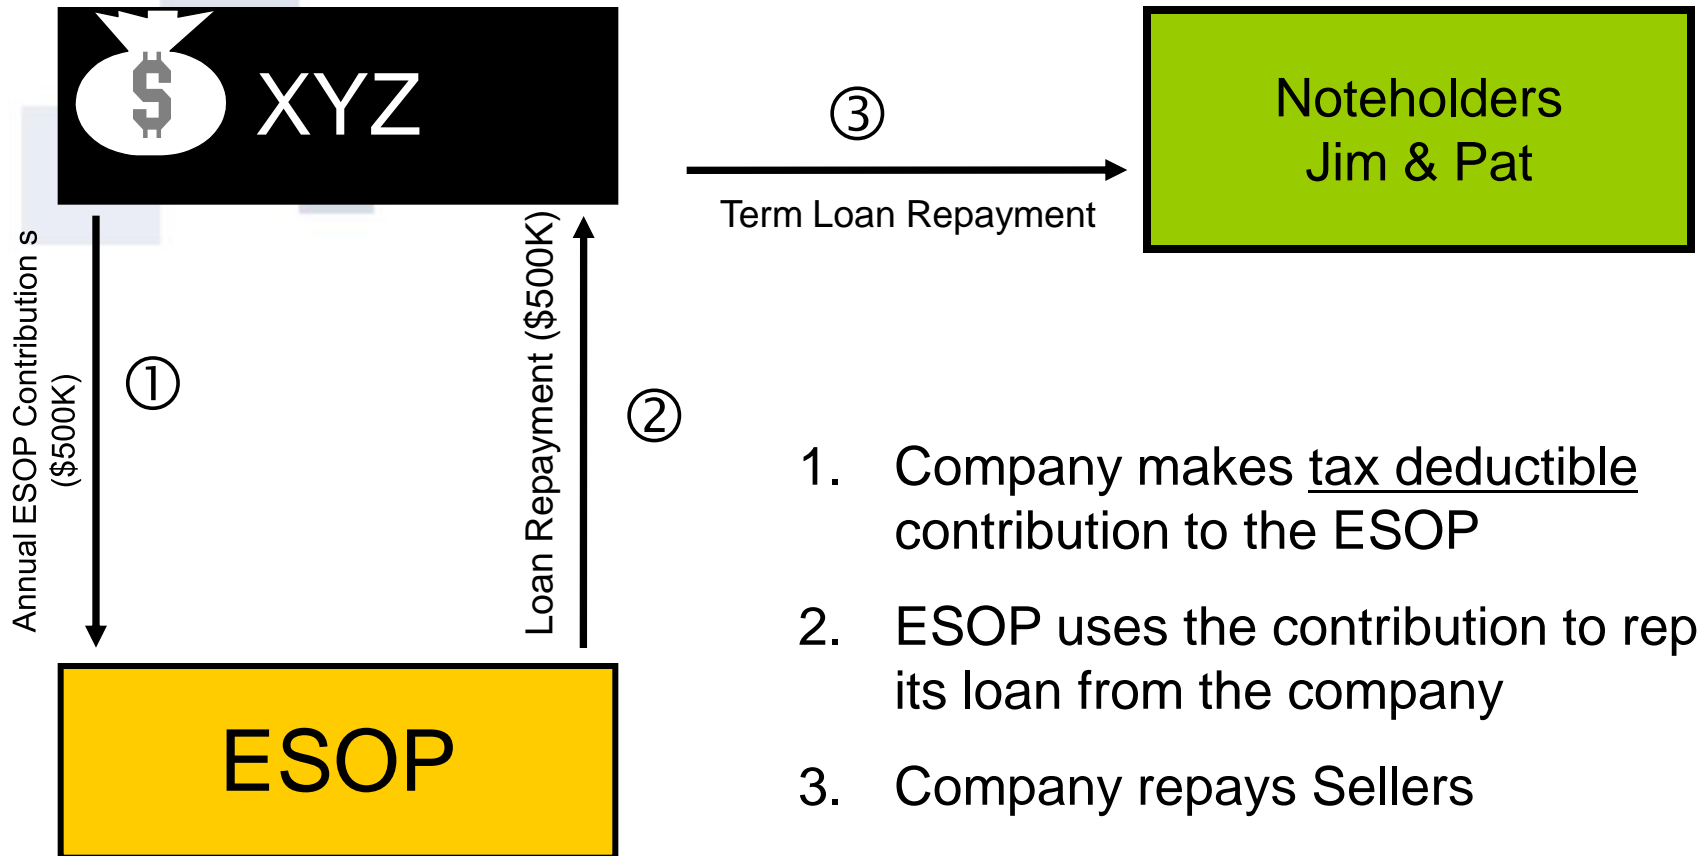 $ XYZ
③
Noteholders
Jim & Pat
Term Loan Repayment
Annual ESOP Contribution s
($500K)
①
Loan Repayment ($500K)
②
1. Company makes tax deductible
contribution to the ESOP
2. ESOP uses the contribution to rep
its loan from the company
3. Company repays Sellers
ESOP